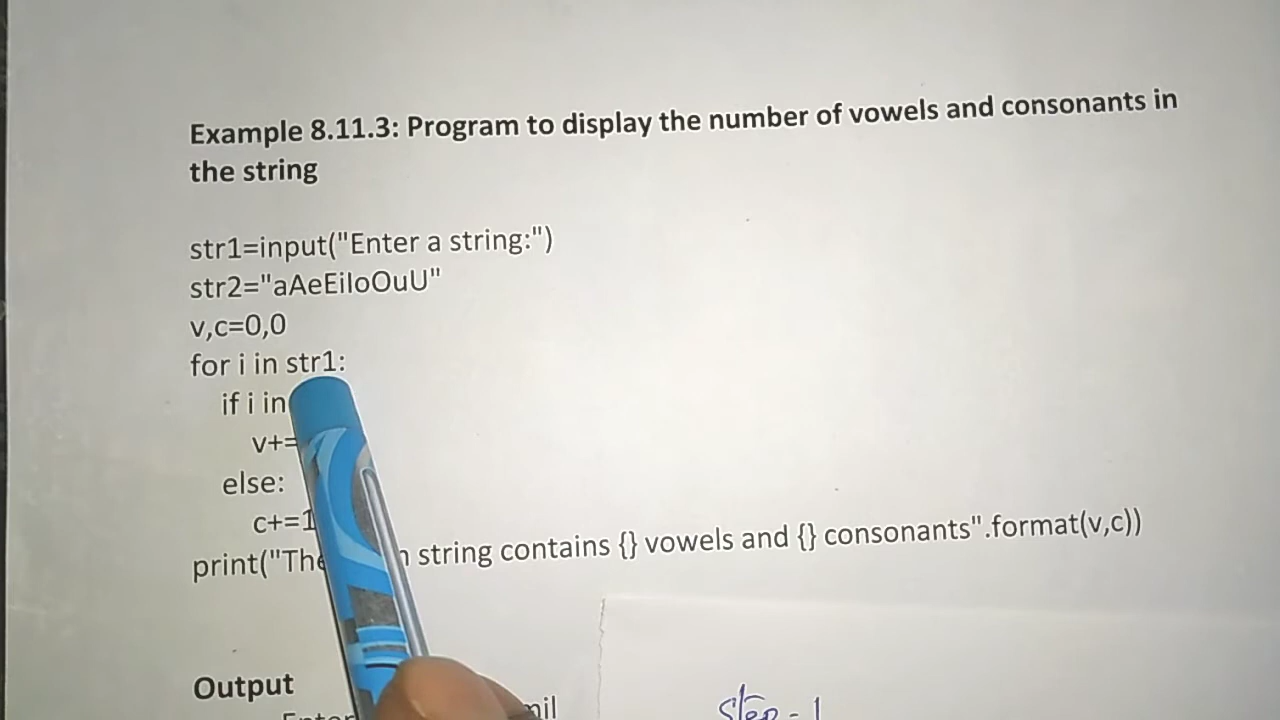 Example 8.11.3: Program to display the number of vowels and consonants in
the string
str1=input("Enter a string:")
str2="aAeEiIoOuU"
v,c=0,0
for i in str1:
if i in
v+=
else:
c+=1
print("The string contains {} vowels and {} consonants".format(v,c))
Output
Step - 1